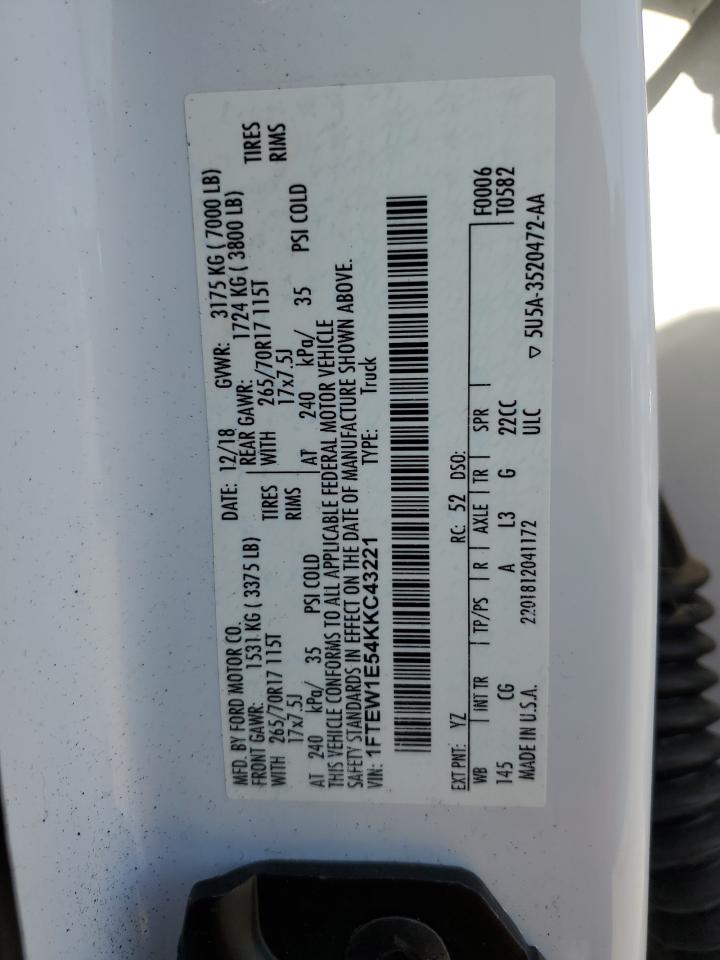 MFD. BY FORD MOTOR CO.
DATE: 12/18 GVWR: 3175 KG ( 7000 LB)
FRONT GAWR: 1531 KG ( 3375 LB) REAR GAWR: 1724 KG ( 3800 LB)
WITH 265/70R17 115T TIRES WITH 265/70R17 115T TIRES
17x7.5J RIMS 17x7.5J RIMS
AT 240 kPa/ 35 PSI COLD AT 240 kPa/ 35 PSI COLD
THIS VEHICLE CONFORMS TO ALL APPLICABLE FEDERAL MOTOR VEHICLE
SAFETY STANDARDS IN EFFECT ON THE DATE OF MANUFACTURE SHOWN ABOVE.
VIN: 1FTEW1E54KKC43221 TYPE: Truck
EXT PNT: YZ RC: 52 DSO:
WB INT TR TP/PS R AXLE TR SPR F0006
145 CG A L3 G 22CC T0582
MADE IN U.S.A. 2201812041172 ULC
▽ 5U5A-3520472-AA